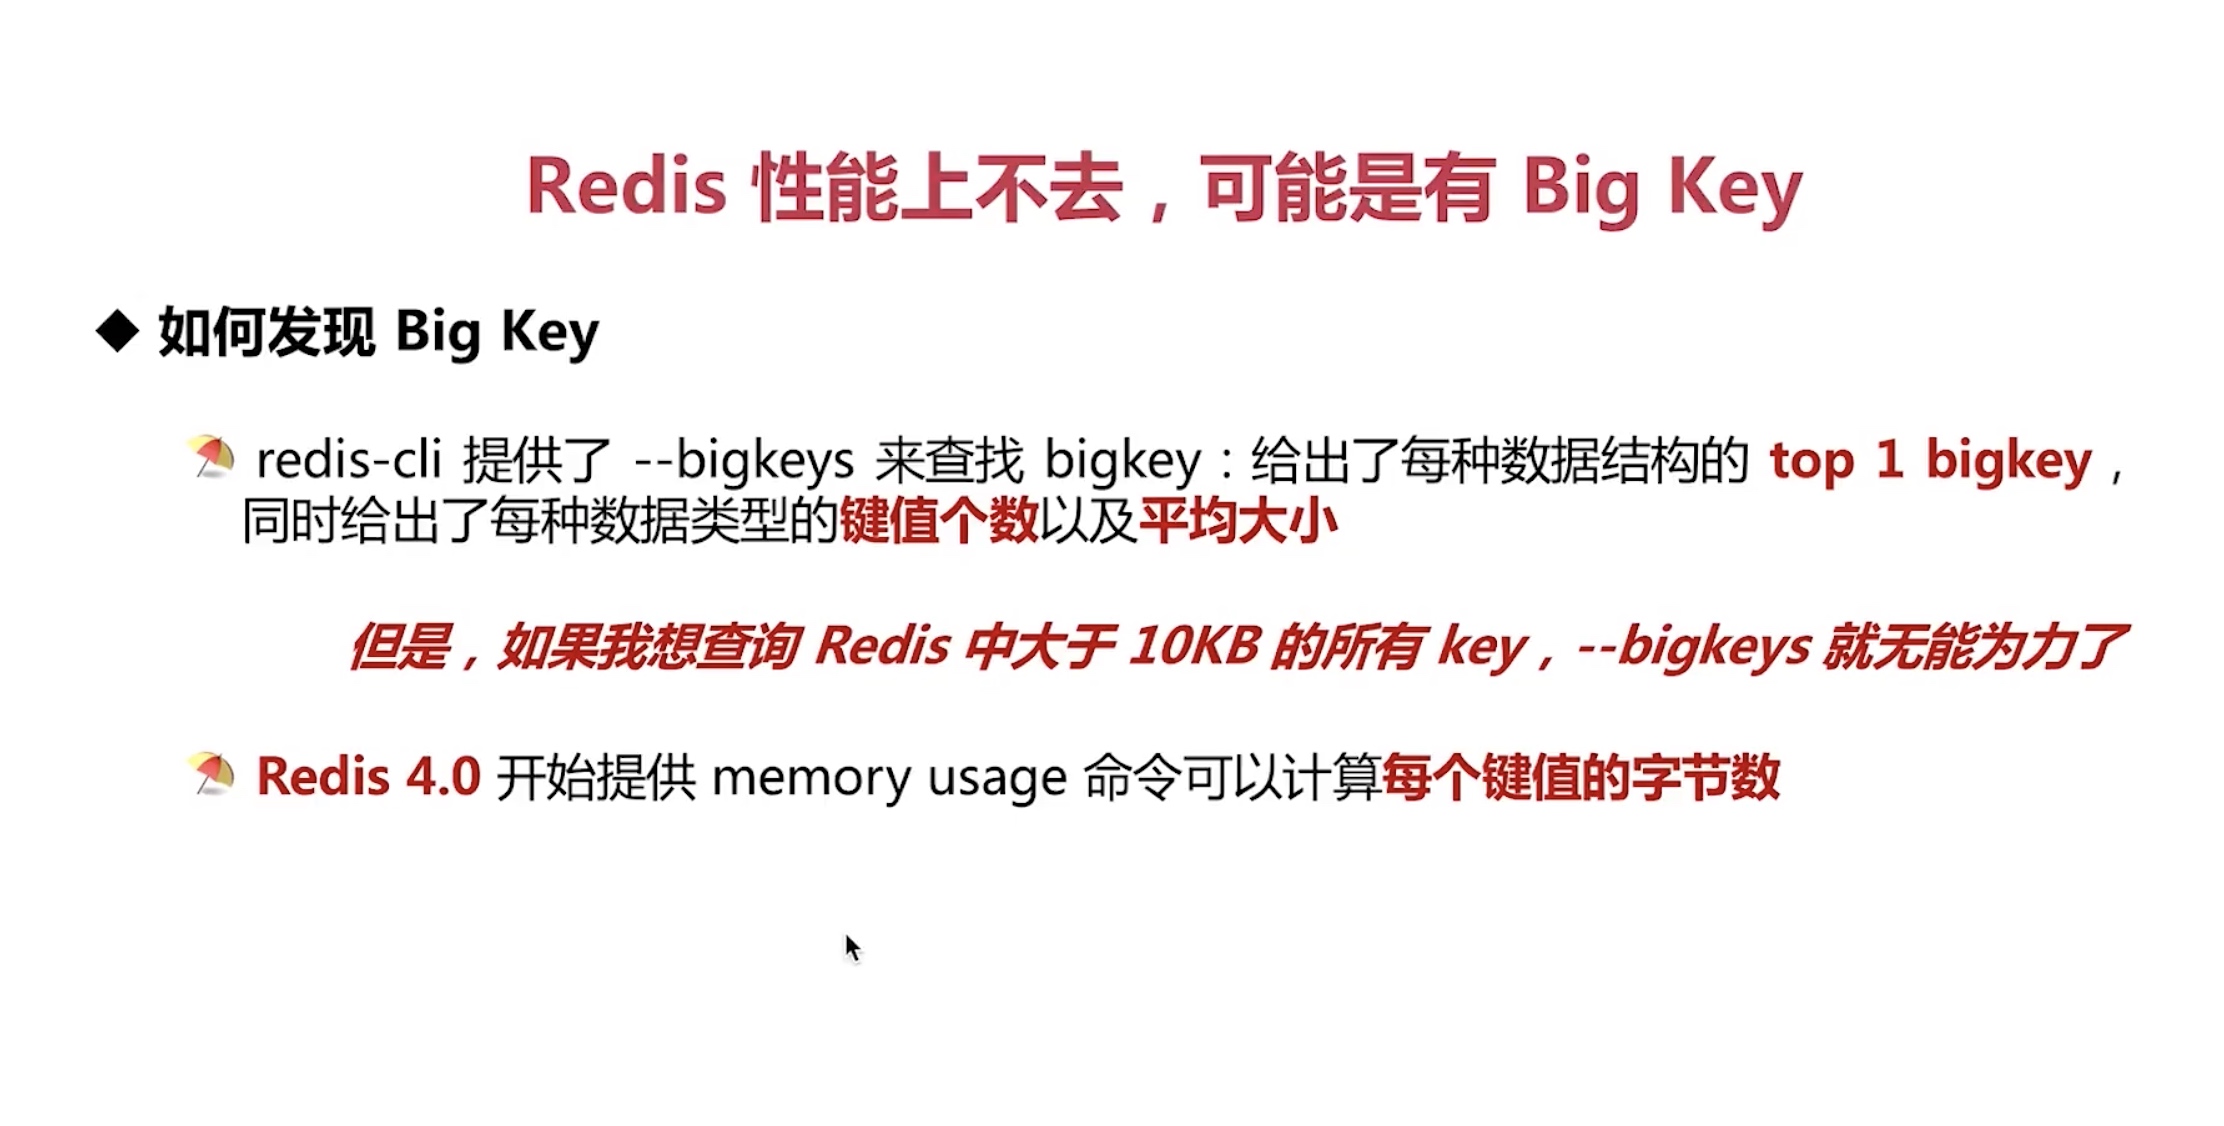 Redis 性能上不去，可能是有 Big Key
◆ 如何发现 Big Key
redis-cli 提供了 --bigkeys 来查找 bigkey：给出了每种数据结构的 top 1 bigkey，
同时给出了每种数据类型的键值个数以及平均大小
但是，如果我想查询 Redis 中大于 10KB 的所有 key，--bigkeys 就无能为力了
Redis 4.0 开始提供 memory usage 命令可以计算每个键值的字节数